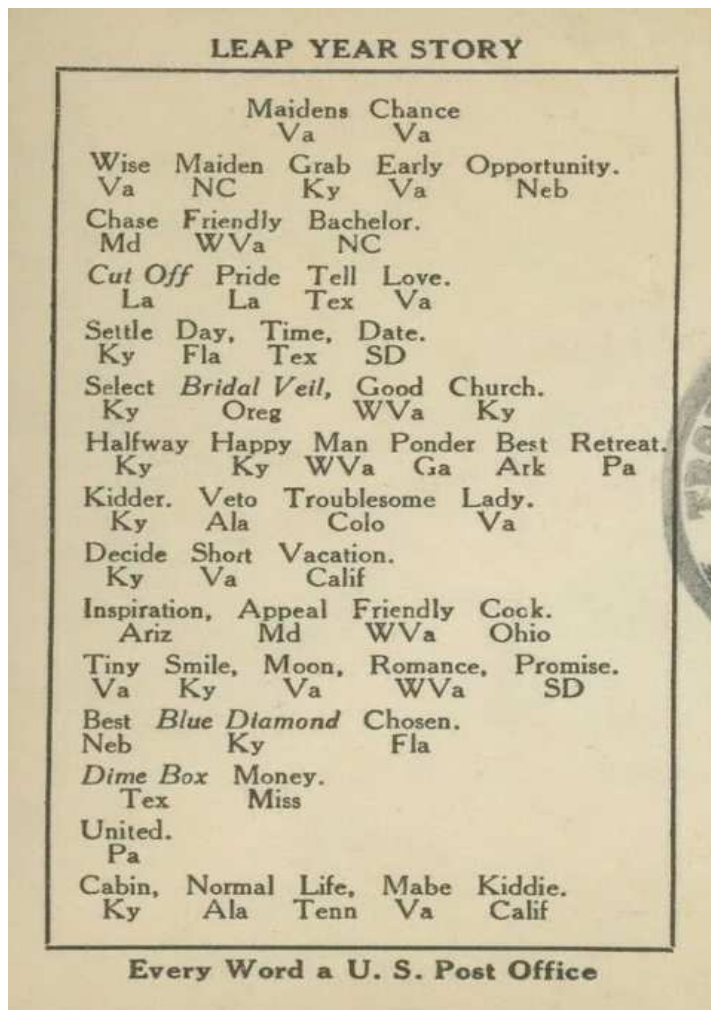 LEAP YEAR STORY
Maidens Chance
Va Va
Wise Maiden Grab Early Opportunity.
Va NC Ky Va Neb
Chase Friendly Bachelor.
Md WVa NC
Cut Off Pride Tell Love.
La La Tex Va
Settle Day, Time, Date.
Ky Fla Tex SD
Select Bridal Veil, Good Church.
Ky Oreg WVa Ky
Halfway Happy Man Ponder Best Retreat.
Ky Ky WVa Ga Ark Pa
Kidder. Veto Troublesome Lady.
Ky Ala Colo Va
Decide Short Vacation.
Ky Va Calif
Inspiration, Appeal Friendly Cock.
Ariz Md WVa Ohio
Tiny Smile, Moon, Romance, Promise.
Va Ky Va WVa SD
Best Blue Diamond Chosen.
Neb Ky Fla
Dime Box Money.
Tex Miss
United.
Pa
Cabin, Normal Life, Mabe Kiddie.
Ky Ala Tenn Va Calif
Every Word a U. S. Post Office